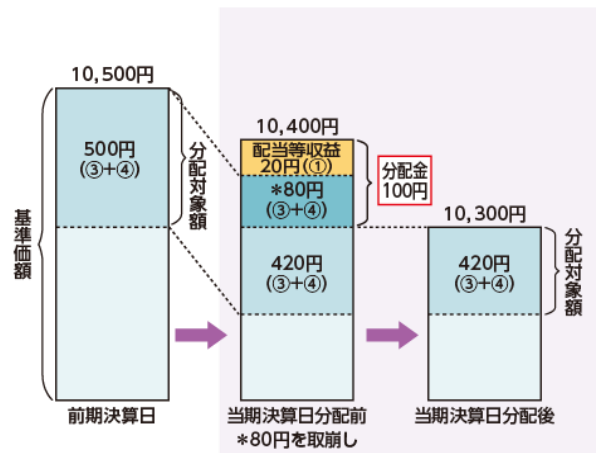 10,500円
500円
(③+④)
分配対象額
基準価額
前期決算日
10,400円
配当等収益
20円(①)
*80円
(③+④)
分配金
100円
420円
(③+④)
当期決算日分配前
*80円を取崩し
10,300円
420円
(③+④)
分配対象額
当期決算日分配後